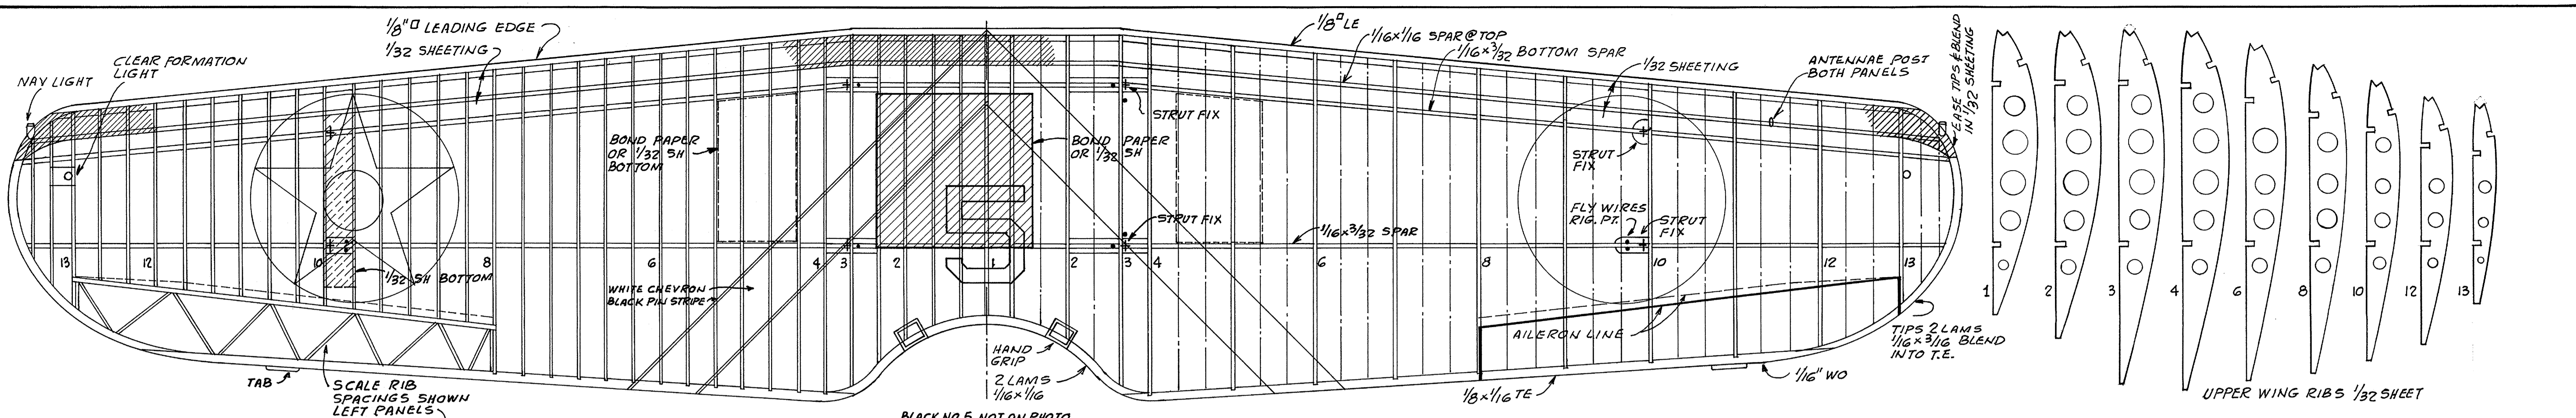 1/8"□ LEADING EDGE
1/32 SHEETING
CLEAR FORMATION
LIGHT
NAV LIGHT
1/8□ LE
1/16x1/16 SPAR@TOP
1/16x3/32 BOTTOM SPAR
1/32 SHEETING
ANTENNAE POST
BOTH PANELS
EASE TIPS & BLEND
IN 1/32 SHEETING
STRUT FIX
BOND PAPER
OR 1/32 SH
BOTTOM
BOND PAPER
OR 1/32 SH
STRUT
FIX
5
STRUT FIX
FLY WIRES
RIG. PT.
STRUT
FIX
1/16x3/32 SPAR
13 12 10 8 6 4 3 2 1 2 3 4 6 8 10 12 13
1/32 SH BOTTOM
WHITE CHEVRON
BLACK PIN STRIPE
1 2 3 4 6 8 10 12 13
AILERON LINE
TIPS 2 LAMS
1/16x3/16 BLEND
INTO T.E.
HAND
GRIP
2 LAMS
1/16x1/16
TAB
SCALE RIB
SPACINGS SHOWN
LEFT PANELS
1/8x1/16 TE
1/16" WO
UPPER WING RIBS 1/32 SHEET
BLACK NO 5 NOT ON PHOTO